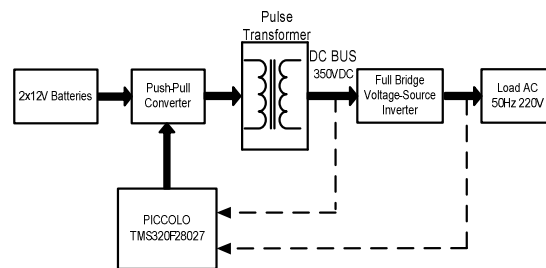 Pulse
Transformer
DC BUS
350VDC
2x12V Batteries
Push-Pull
Converter
Full Bridge
Voltage-Source
Inverter
Load AC
50Hz 220V
PICCOLO
TMS320F28027